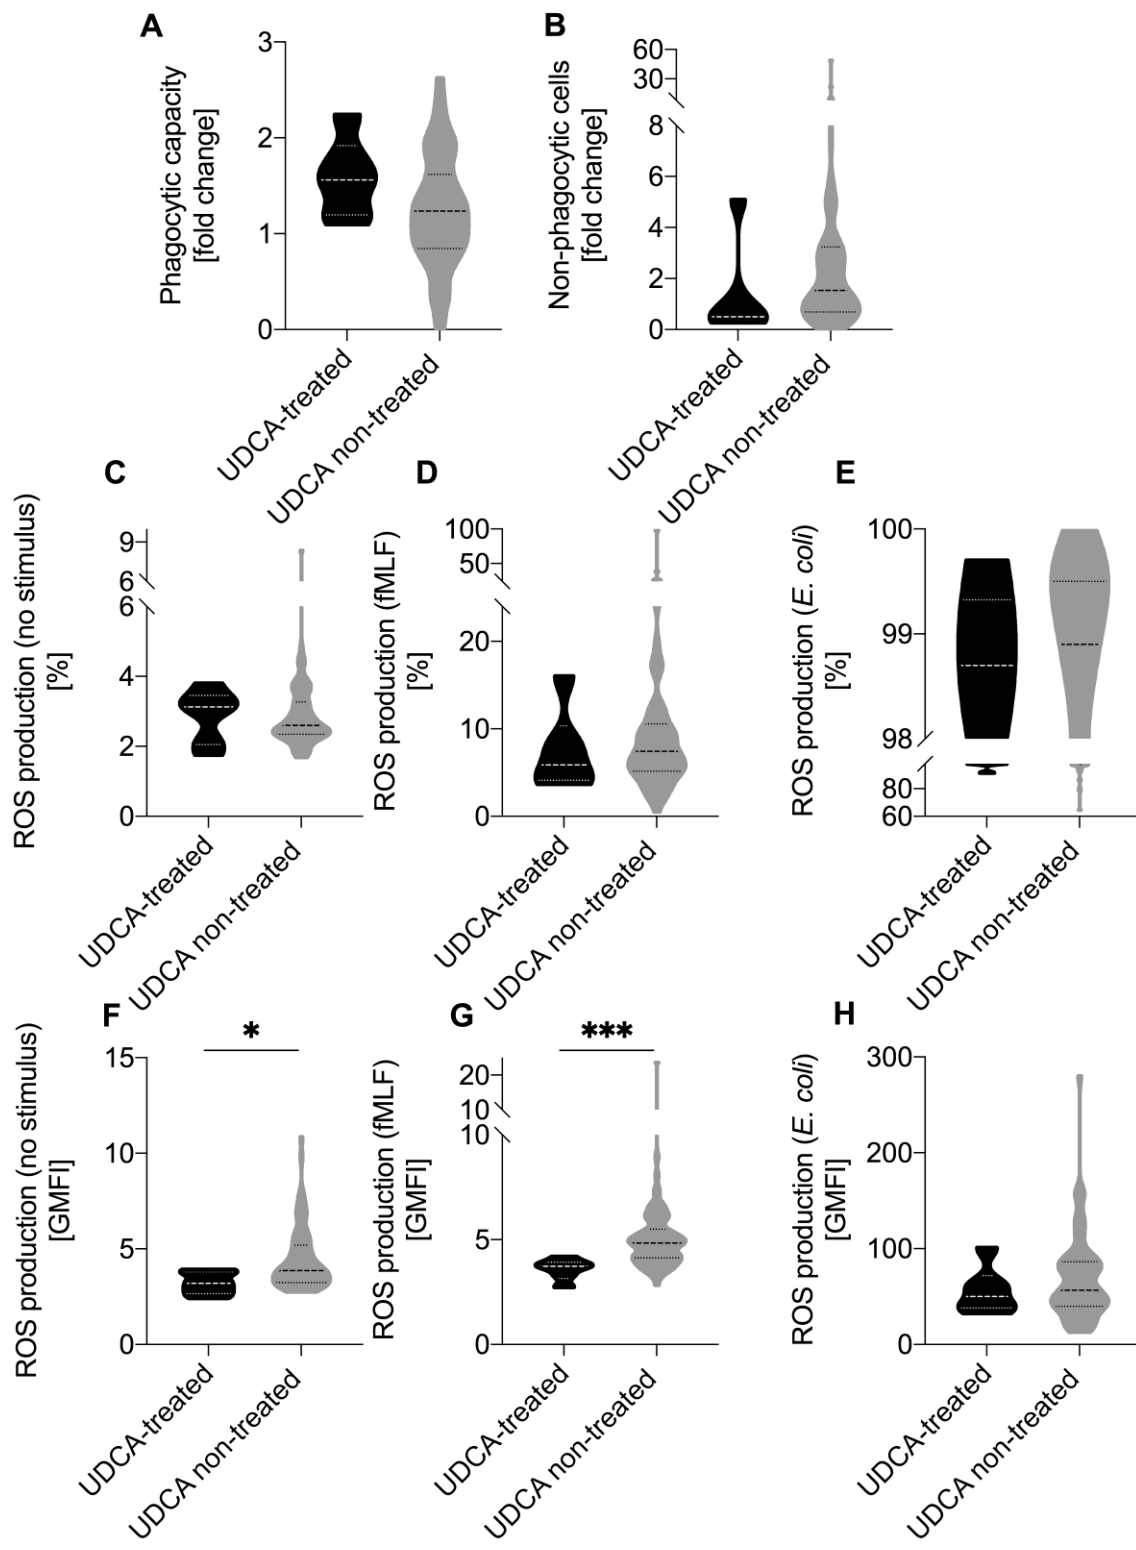 A
Phagocytic capacity
[fold change]
3
2
1
0
UDCA-treated
UDCA non-treated
B
Non-phagocytic cells
[fold change]
60
30
8
6
4
2
0
UDCA-treated
UDCA non-treated
C
ROS production (no stimulus)
[%]
9
6
6
4
2
0
UDCA-treated
UDCA non-treated
D
ROS production (fMLF)
[%]
100
50
20
10
0
UDCA-treated
UDCA non-treated
E
ROS production (E. coli)
[%]
100
99
98
80
60
UDCA-treated
UDCA non-treated
F
ROS production (no stimulus)
[GMFI]
15
10
5
0
*
UDCA-treated
UDCA non-treated
G
ROS production (fMLF)
[GMFI]
20
10
10
5
0
***
UDCA-treated
UDCA non-treated
H
ROS production (E. coli)
[GMFI]
300
200
100
0
UDCA-treated
UDCA non-treated